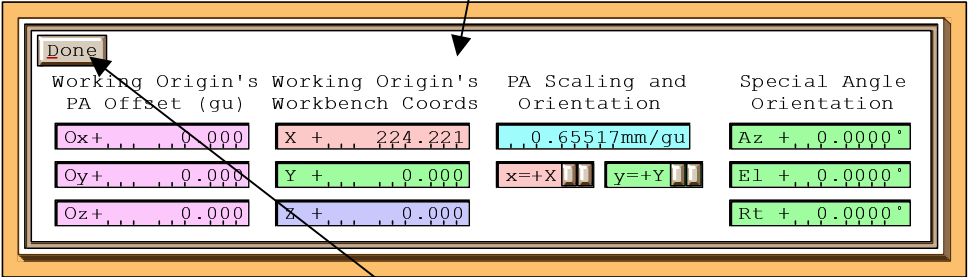 Done
Working Origin's Working Origin's PA Scaling and Special Angle
PA Offset (gu) Workbench Coords Orientation Orientation
Ox+ 0.000 X + 224.221 0.65517mm/gu Az + 0.0000°
Oy+ 0.000 Y + 0.000 x=+X y=+Y El + 0.0000°
Oz+ 0.000 Z + 0.000 Rt + 0.0000°